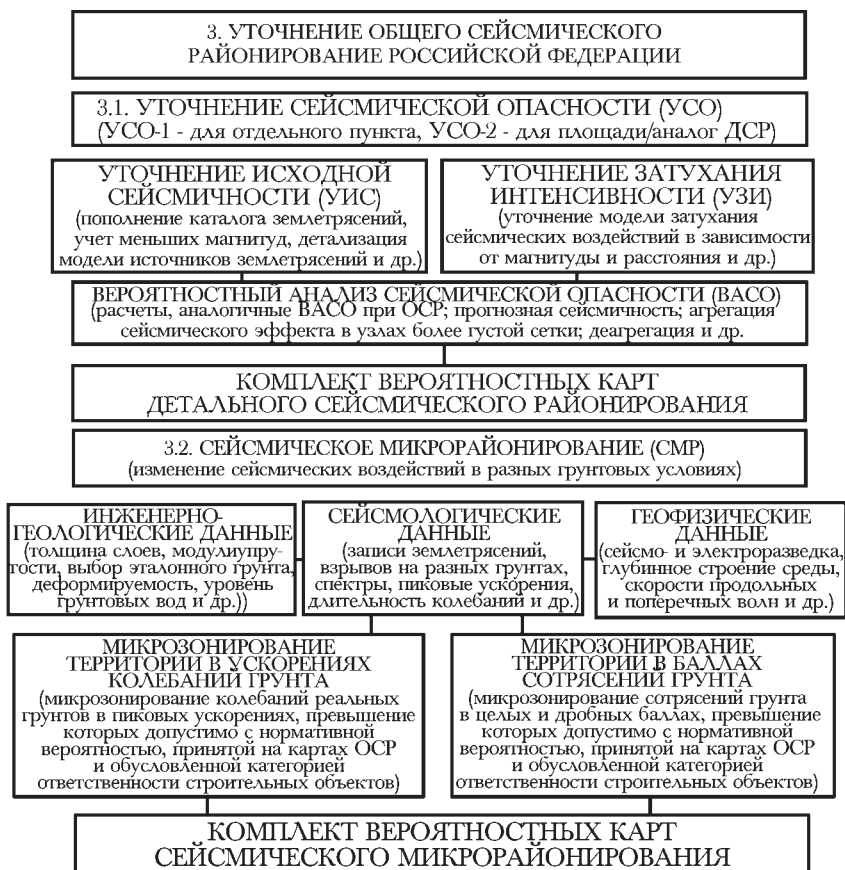 3. УТОЧНЕНИЕ ОБЩЕГО СЕЙСМИЧЕСКОГО
РАЙОНИРОВАНИЕ РОССИЙСКОЙ ФЕДЕРАЦИИ
3.1. УТОЧНЕНИЕ СЕЙСМИЧЕСКОЙ ОПАСНОСТИ (УСО)
(УСО-1 - для отдельного пункта, УСО-2 - для площади/аналог ДСР)
УТОЧНЕНИЕ ИСХОДНОЙ
СЕЙСМИЧНОСТИ (УИС)
(пополнение каталога землетрясений,
учет меньших магнитуд, детализация
модели источников землетрясений и др.)
УТОЧНЕНИЕ ЗАТУХАНИЯ
ИНТЕНСИВНОСТИ (УЗИ)
(уточнение модели затухания
сейсмических воздействий в зависимости
от магнитуды и расстояния и др.)
ВЕРОЯТНОСТНЫЙ АНАЛИЗ СЕЙСМИЧЕСКОЙ ОПАСНОСТИ (ВАСО)
(расчеты, аналогичные ВАСО при ОСР; прогнозная сейсмичность; агрегация
сейсмического эффекта в узлах более густой сетки; деагрегация и др.
КОМПЛЕКТ ВЕРОЯТНОСТНЫХ КАРТ
ДЕТАЛЬНОГО СЕЙСМИЧЕСКОГО РАЙОНИРОВАНИЯ
3.2. СЕЙСМИЧЕСКОЕ МИКРОРАЙОНИРОВАНИЕ (СМР)
(изменение сейсмических воздействий в разных грунтовых условиях)
ИНЖЕНЕРНО-
ГЕОЛОГИЧЕСКИЕ ДАННЫЕ
(толщина слоев, модулиупру-
гости, выбор эталонного грунта,
деформируемость, уровень
грунтовых вод и др.))
СЕЙСМОЛОГИЧЕСКИЕ
ДАННЫЕ
(записи землетрясений,
взрывов на разных грунтах,
спектры, пиковые ускорения,
длительность колебаний и др.)
ГЕОФИЗИЧЕСКИЕ
ДАННЫЕ
(сейсмо- и электроразведка,
глубинное строение среды,
скорости продольных
и поперечных волн и др.)
МИКРОЗОНИРОВАНИЕ
ТЕРРИТОРИИ В УСКОРЕНИЯХ
КОЛЕБАНИЙ ГРУНТА
(микрозонирование колебаний реальных
грунтов в пиковых ускорениях, превышение
которых допустимо с нормативной
вероятностью, принятой на картах ОСР
и обусловленной категорией
ответственности строительных объектов)
МИКРОЗОНИРОВАНИЕ
ТЕРРИТОРИИ В БАЛЛАХ
СОТРЯСЕНИЙ ГРУНТА
(микрозонирование сотрясений грунта
в целых и дробных баллах, превышение
которых допустимо с нормативной
вероятностью, принятой на картах ОСР
и обусловленной категорией
ответственности строительных объектов)
КОМПЛЕКТ ВЕРОЯТНОСТНЫХ КАРТ
СЕЙСМИЧЕСКОГО МИКРОРАЙОНИРОВАНИЯ